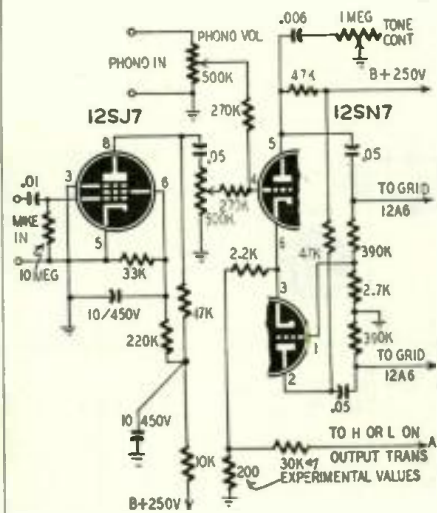 .006
1 MEG
TONE
CONT
PHONO VOL
PHONO IN
500K
47K
B+250V
12SJ7
12SN7
270K
8
.05
5
.05
.01
3
6
4
TO GRID
12A6
270K
500K
MIKE
IN
5
6
47K
390K
2.2K
10 MEG
33K
3
2.7K
10/450V
47K
1
390K
220K
2
TO GRID
12A6
.05
10 450V
TO H OR L ON
A
OUTPUT TRANS
10K
200
30K
EXPERIMENTAL VALUES
B+250V